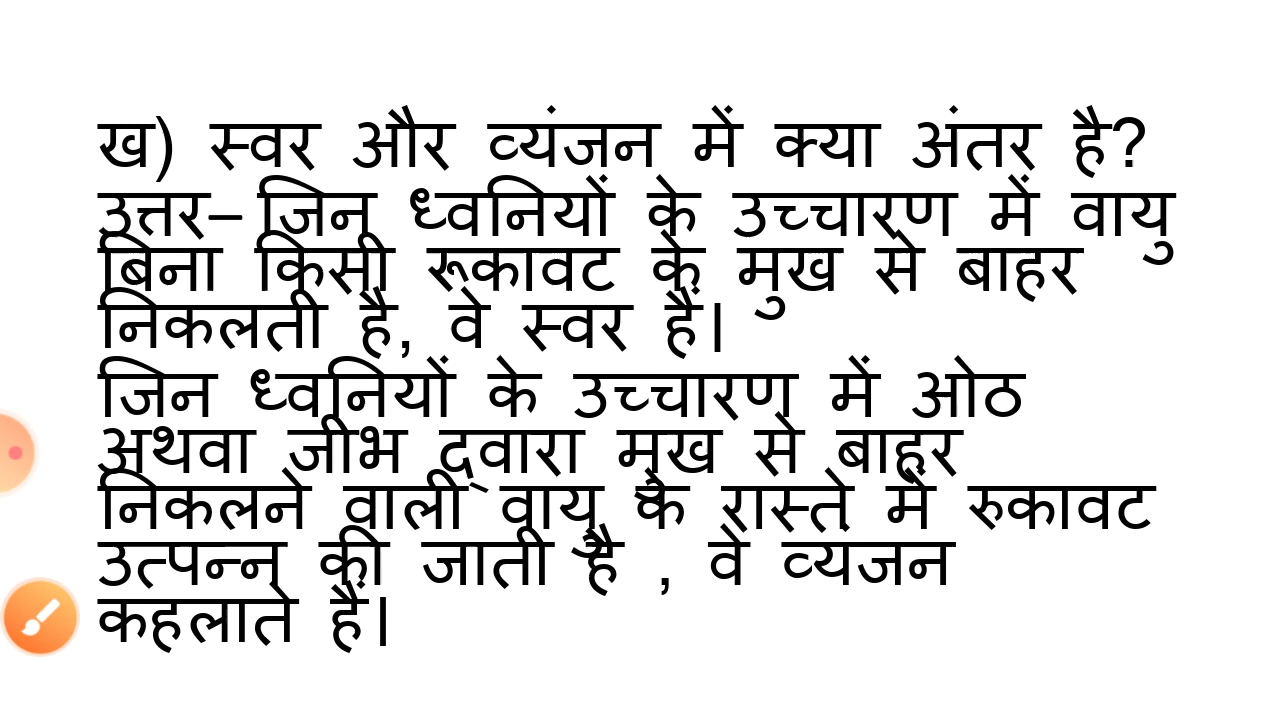 ख) स्वर और व्यंजन में क्या अंतर है?
उत्तर– जिन ध्वनियों के उच्चारण में वायु
बिना किसी रूकावट के मुख से बाहर
निकलती है, वे स्वर हैं।
जिन ध्वनियों के उच्चारण में ओठ
अथवा जीभ द्वारा मुख से बाहर
निकलने वाली वायु के रास्ते में रुकावट
उत्पन्न की जाती है , वे व्यंजन
कहलाते हैं।